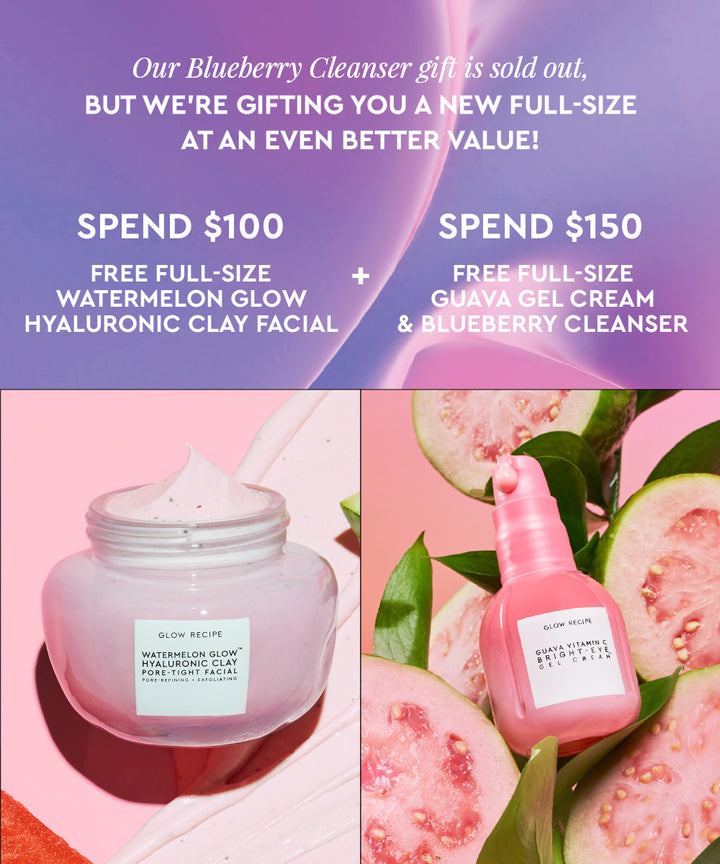 Our Blueberry Cleanser gift is sold out,
BUT WE'RE GIFTING YOU A NEW FULL-SIZE
AT AN EVEN BETTER VALUE!
SPEND $100
FREE FULL-SIZE
WATERMELON GLOW
HYALURONIC CLAY FACIAL
+
SPEND $150
FREE FULL-SIZE
GUAVA GEL CREAM
& BLUEBERRY CLEANSER
GLOW RECIPE
WATERMELON GLOW™
HYALURONIC CLAY
PORE-TIGHT FACIAL
PORE-REFINING + EXFOLIATING
GLOW RECIPE
GUAVA VITAMIN C
BRIGHT-EYE™
GEL CREAM